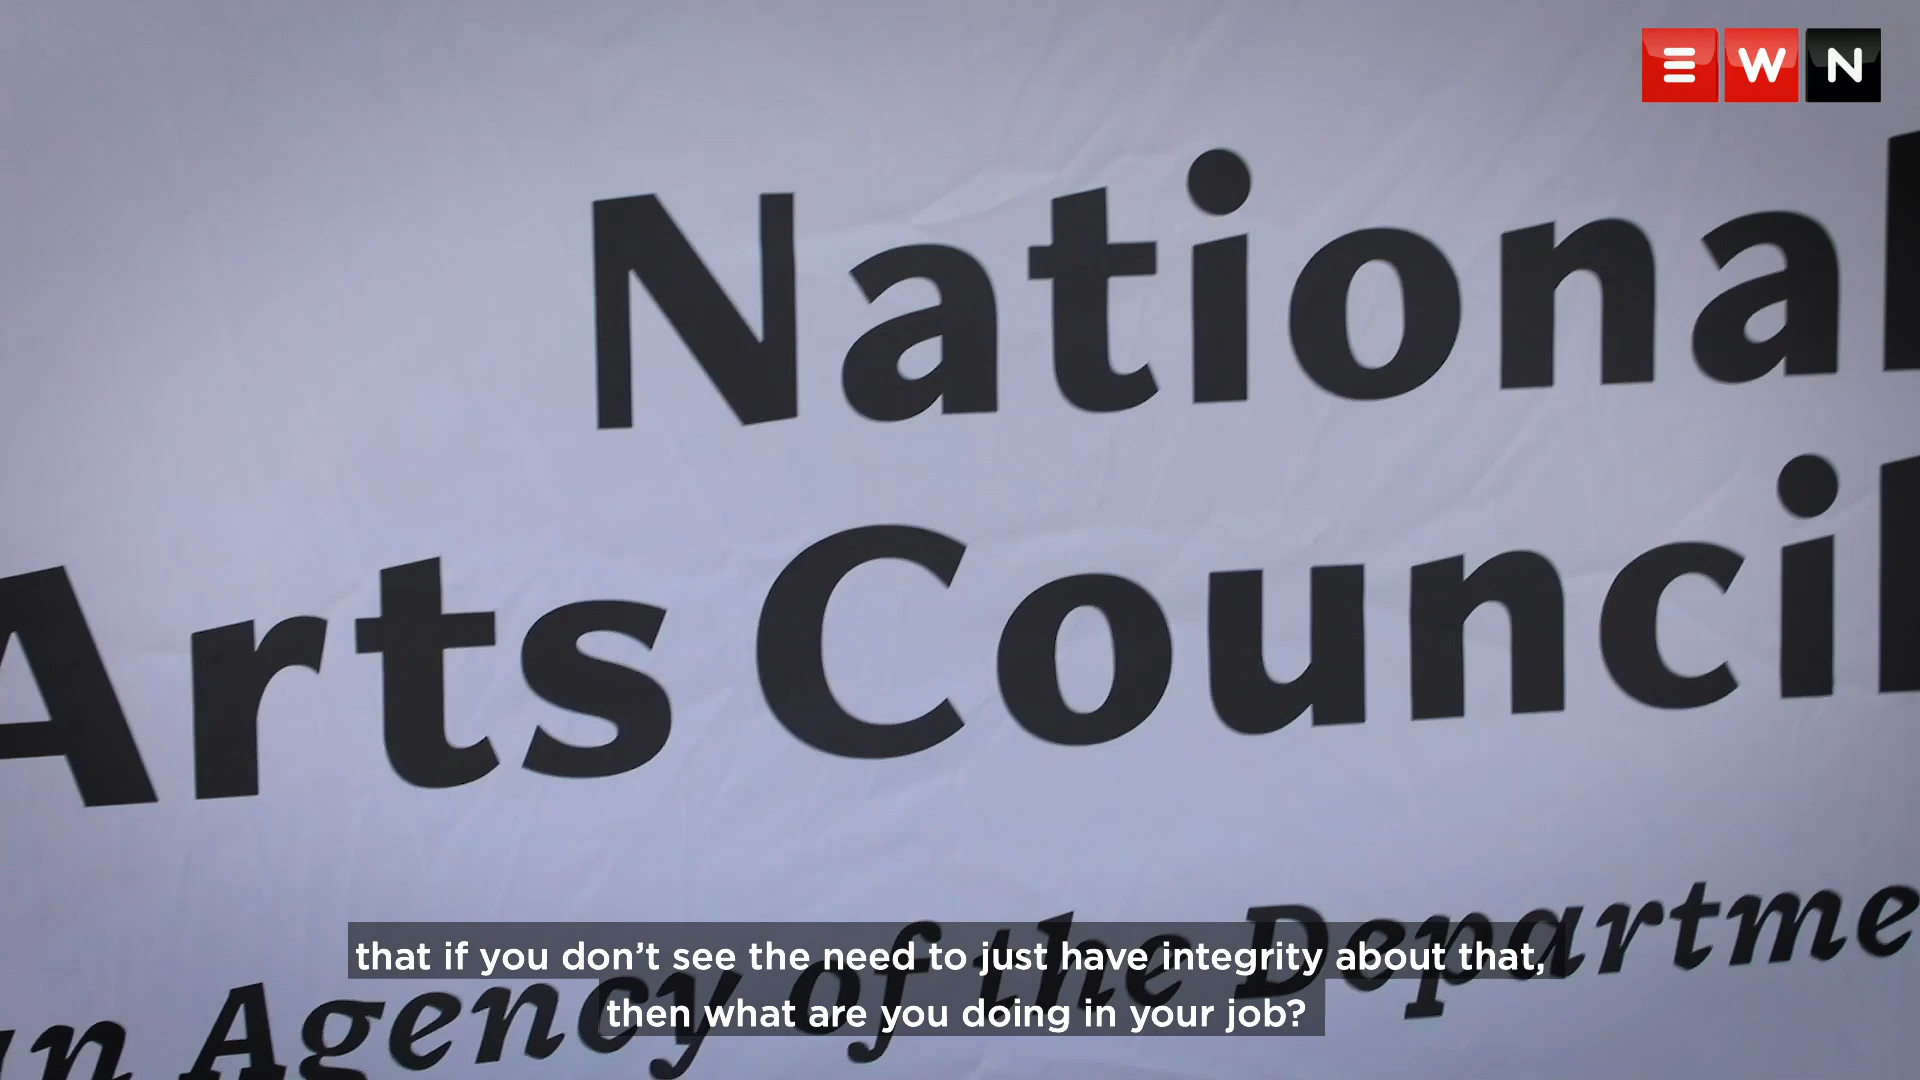 EWN
National
Arts Council
an Agency of the Departme
that if you don't see the need to just have integrity about that,
then what are you doing in your job?